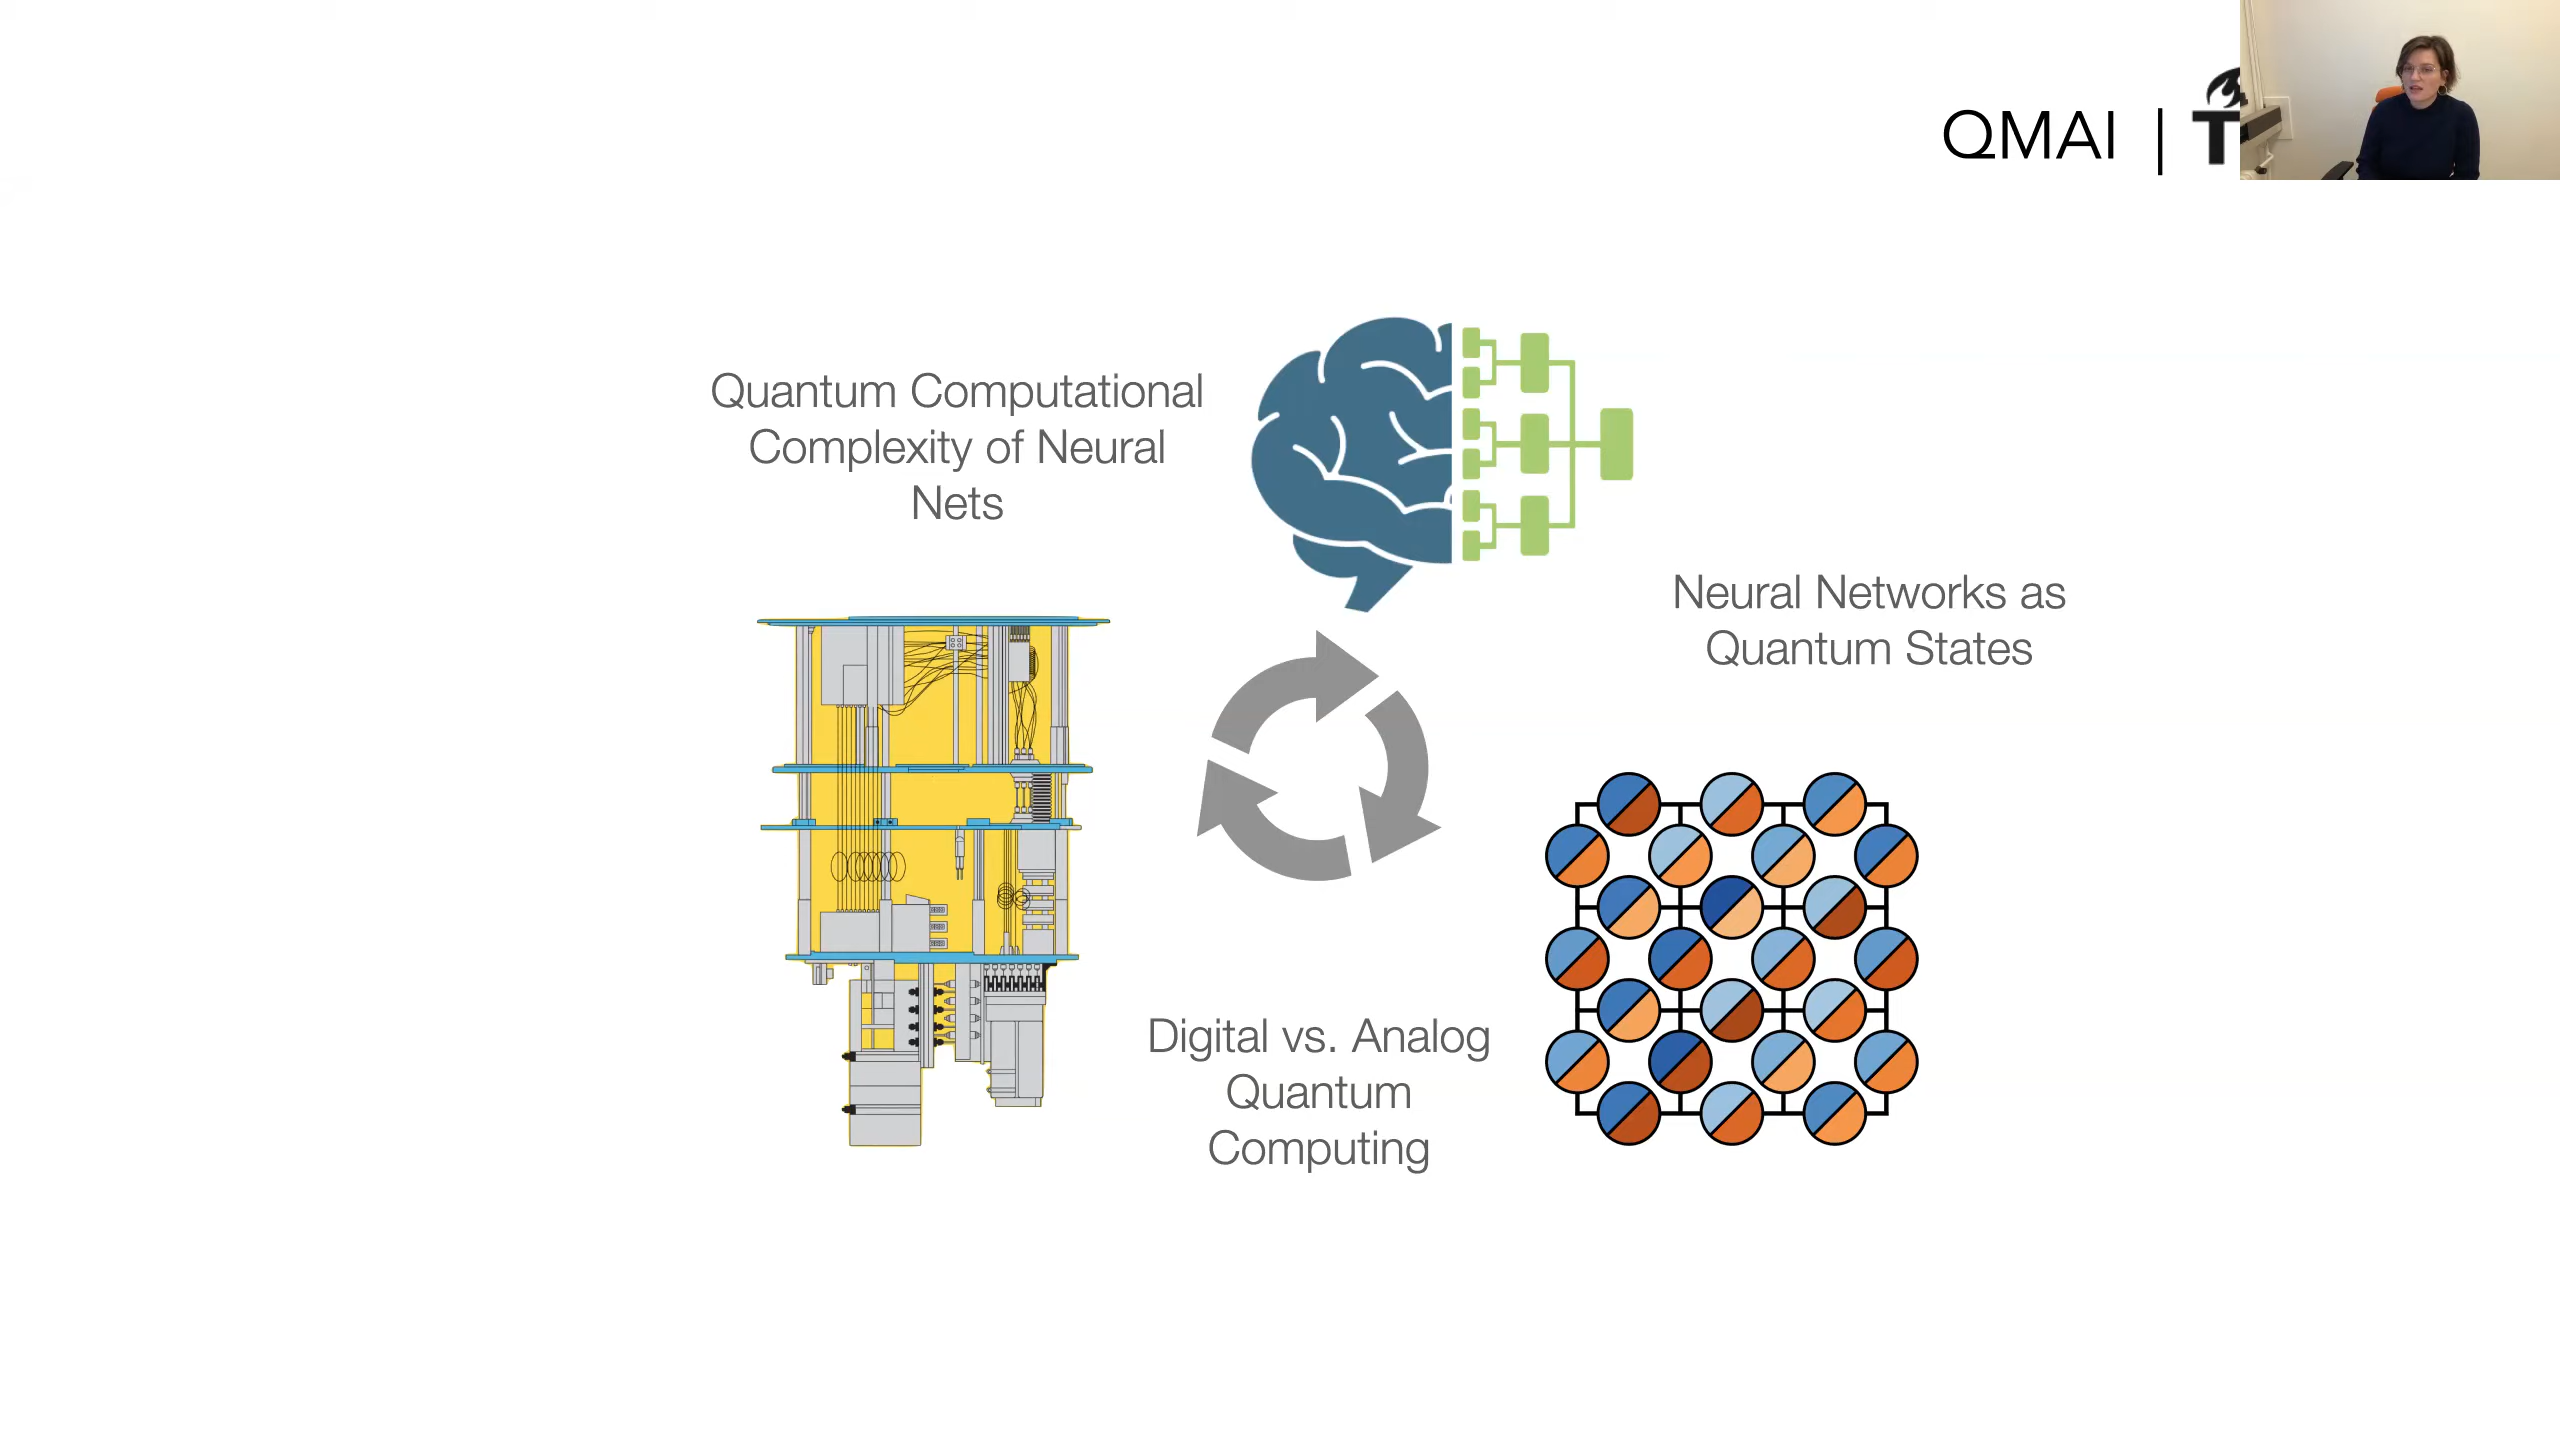 QMAI | T
Quantum Computational
Complexity of Neural
Nets
Neural Networks as
Quantum States
Digital vs. Analog
Quantum
Computing